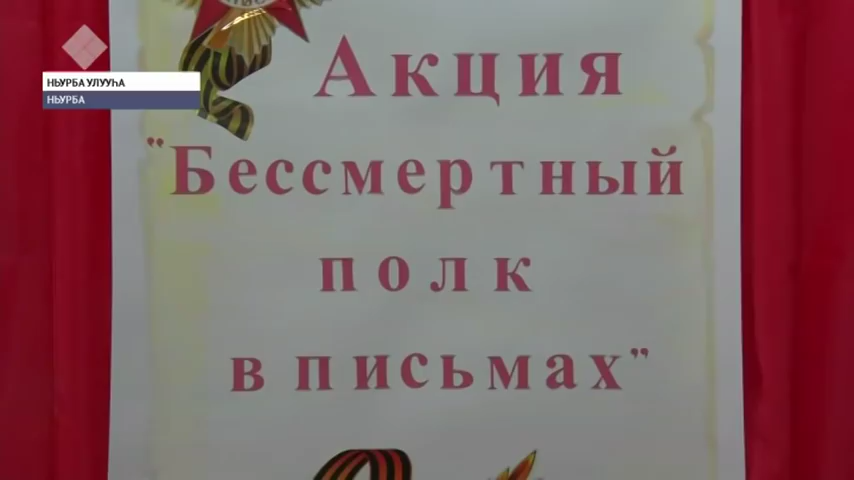 НЬУРБА УЛУУҺА
НЬУРБА
Акция
"Бессмертный
полк
в письмах"